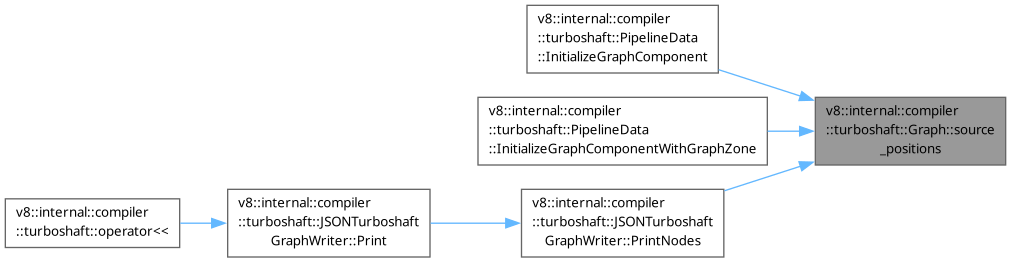 v8::internal::compiler
::turboshaft::PipelineData
::InitializeGraphComponent
v8::internal::compiler
::turboshaft::PipelineData
::InitializeGraphComponentWithGraphZone
v8::internal::compiler
::turboshaft::Graph::source
_positions
v8::internal::compiler
::turboshaft::operator<<
v8::internal::compiler
::turboshaft::JSONTurboshaft
GraphWriter::Print
v8::internal::compiler
::turboshaft::JSONTurboshaft
GraphWriter::PrintNodes